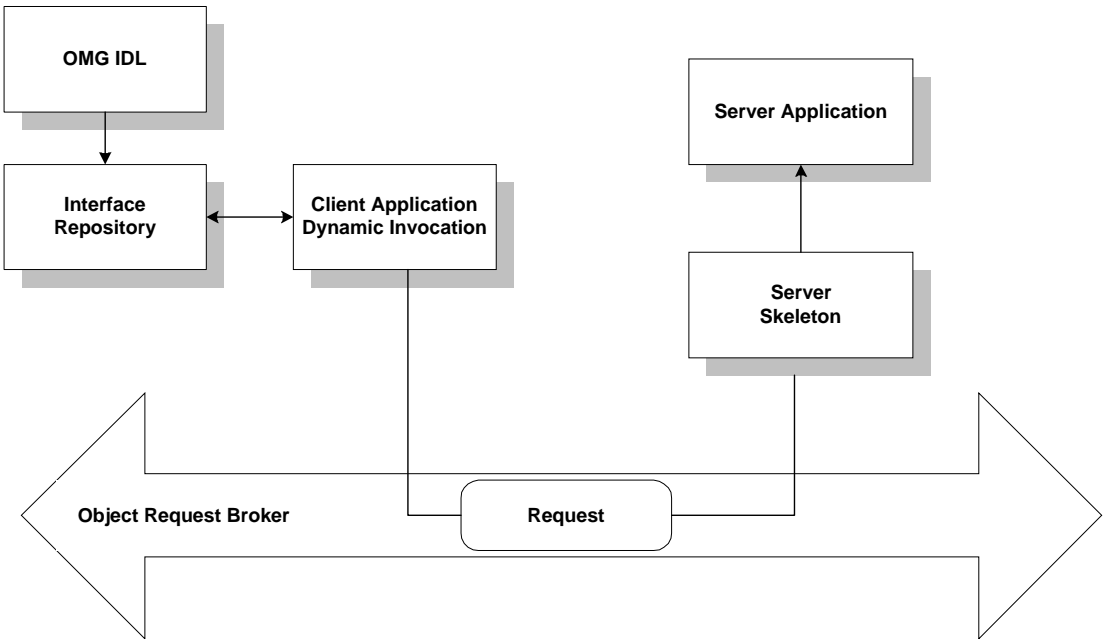 OMG IDL
Server Application
Interface
Repository
Client Application
Dynamic Invocation
Server
Skeleton
Object Request Broker
Request